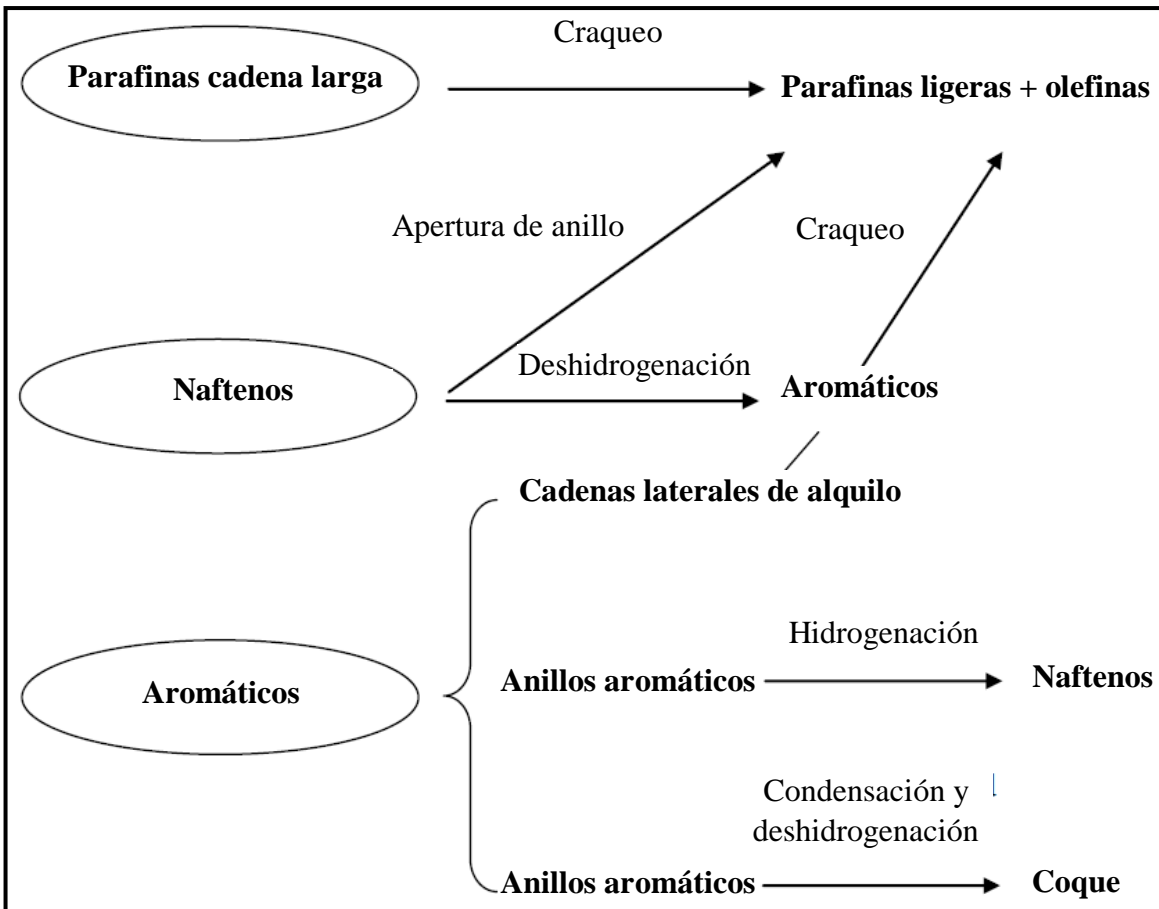 Craqueo
Parafinas cadena larga
Parafinas ligeras + olefinas
Apertura de anillo
Craqueo
Deshidrogenación
Naftenos
Aromáticos
Cadenas laterales de alquilo
Hidrogenación
Aromáticos
Anillos aromáticos
Naftenos
Condensación y
deshidrogenación
Anillos aromáticos
Coque